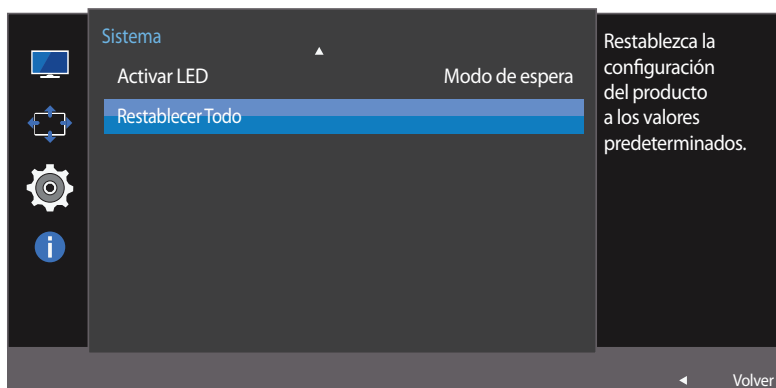 Sistema
Activar LED Modo de espera
Restablecer Todo
Restablezca la
configuración
del producto
a los valores
predeterminados.
Volver